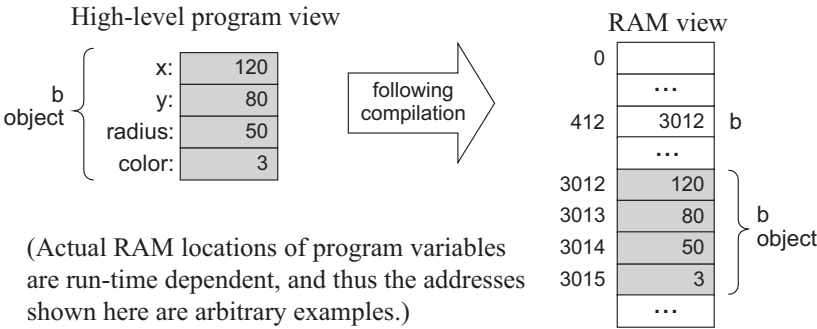 High-level program view
b
object
x: 120
y: 80
radius: 50
color: 3
following
compilation
RAM view
0
...
412 3012 b
...
3012 120
3013 80
3014 50
3015 3
...
b
object
(Actual RAM locations of program variables
are run-time dependent, and thus the addresses
shown here are arbitrary examples.)